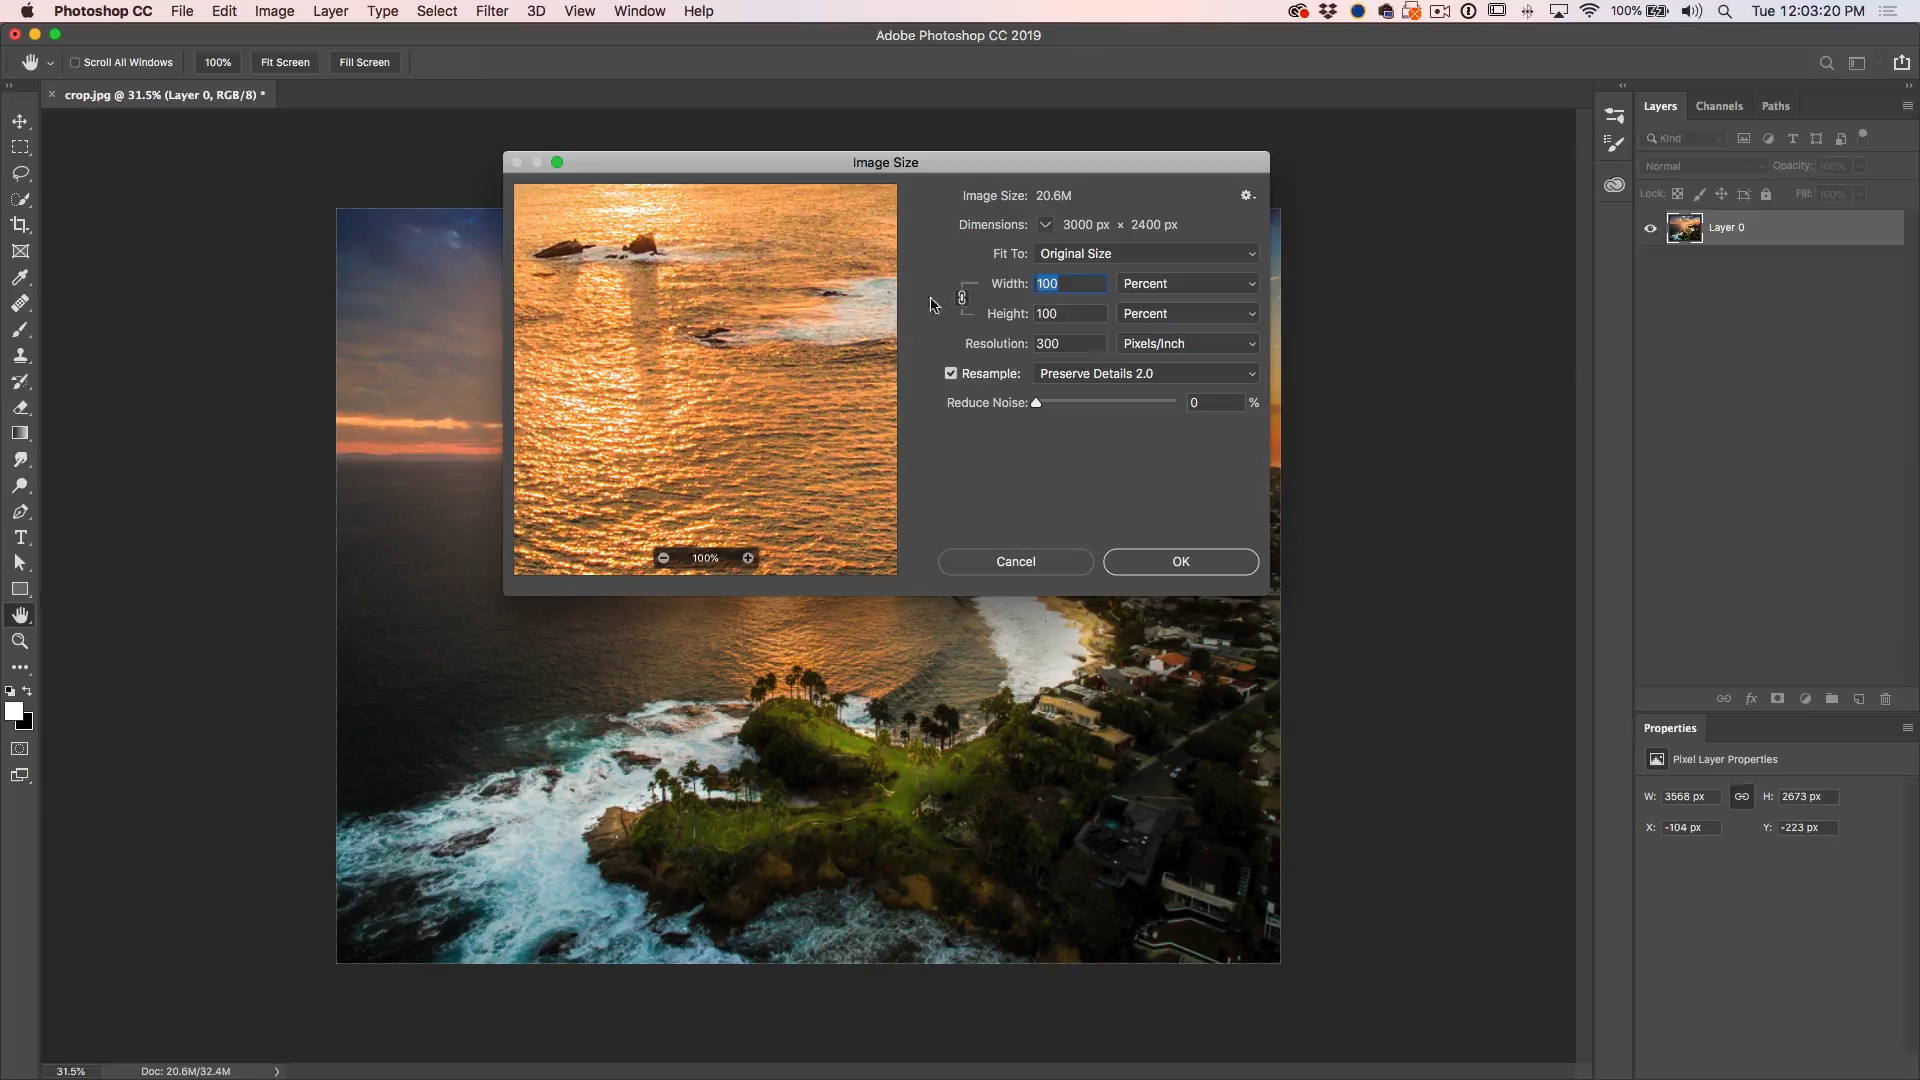 Photoshop CC File Edit Image Layer Type Select Filter 3D View Window Help 100% Tue 12:03:20 PM
Adobe Photoshop CC 2019
Scroll All Windows 100% Fit Screen Fill Screen
crop.jpg @ 31.5% (Layer 0, RGB/8) *
Image Size
Image Size: 20.6M
Dimensions: 3000 px × 2400 px
Fit To: Original Size
Width: 100 Percent
Height: 100 Percent
Resolution: 300 Pixels/Inch
Resample: Preserve Details 2.0
Reduce Noise: 0 %
100%
Cancel OK
Layers Channels Paths
Kind
Normal Opacity: 100%
Lock: Fill: 100%
Layer 0
fx
Properties
Pixel Layer Properties
W: 3568 px H: 2673 px
X: -104 px Y: -223 px
31.5% Doc: 20.6M/32.4M